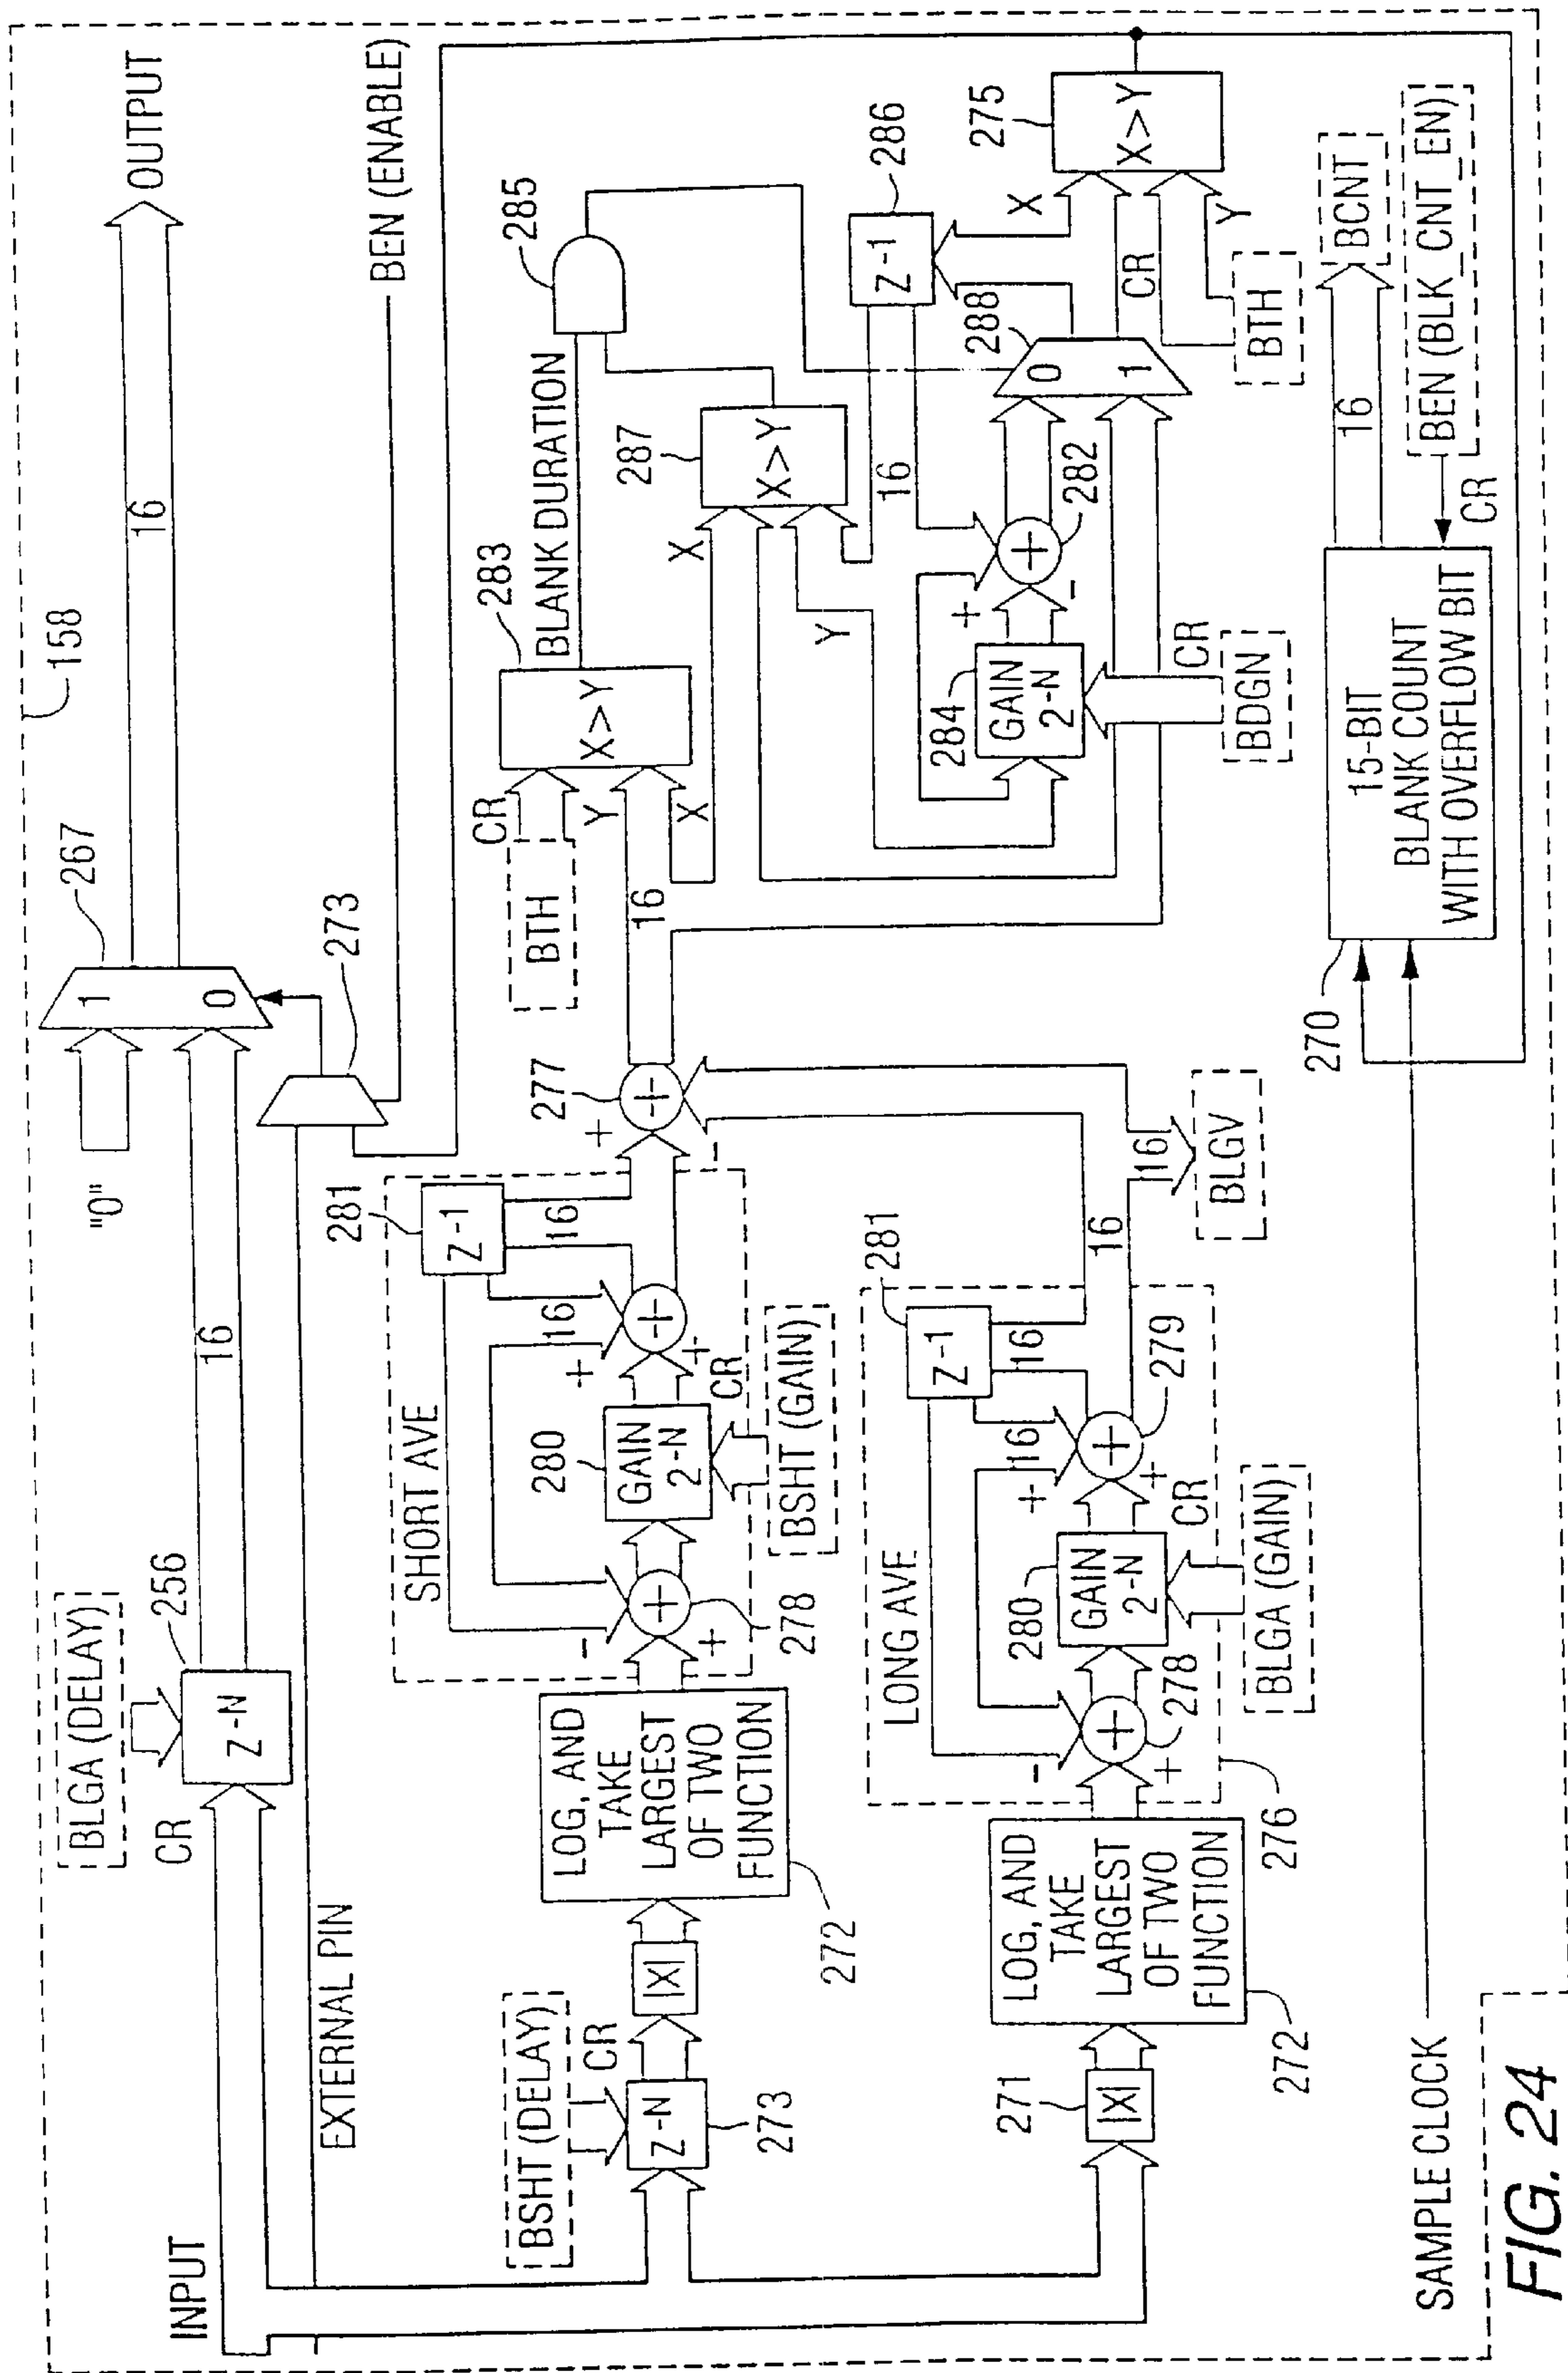 158
INPUT
BLGA (DELAY)
CR
256
Z-N
16
"0"
1
0
267
16
OUTPUT
EXTERNAL PIN
273
BEN (ENABLE)
BSHT (DELAY)
CR
Z-N
273
|X|
LOG, AND
TAKE
LARGEST
OF TWO
FUNCTION
272
SHORT AVE
-
+
278
280
GAIN
2-N
BSHT (GAIN)
CR
+
+
+
+
16
281
Z-1
16
+
-
277
+
16
BTH
CR
Y
X
283
X>Y
BLANK DURATION
285
X
Y
287
X>Y
286
Z-1
16
284
GAIN
2-N
BDGN
CR
+
-
+
282
288
0
1
X
CR
Y
BTH
275
X>Y
271
|X|
LOG, AND
TAKE
LARGEST
OF TWO
FUNCTION
272
276
LONG AVE
-
+
+
278
280
GAIN
2-N
BLGA (GAIN)
CR
+
+
+
279
16
281
Z-1
16
16
16
BLGV
SAMPLE CLOCK
270
15-BIT
BLANK COUNT
WITH OVERFLOW BIT
16
BCNT
BEN (BLK_CNT_EN)
CR
FIG. 24